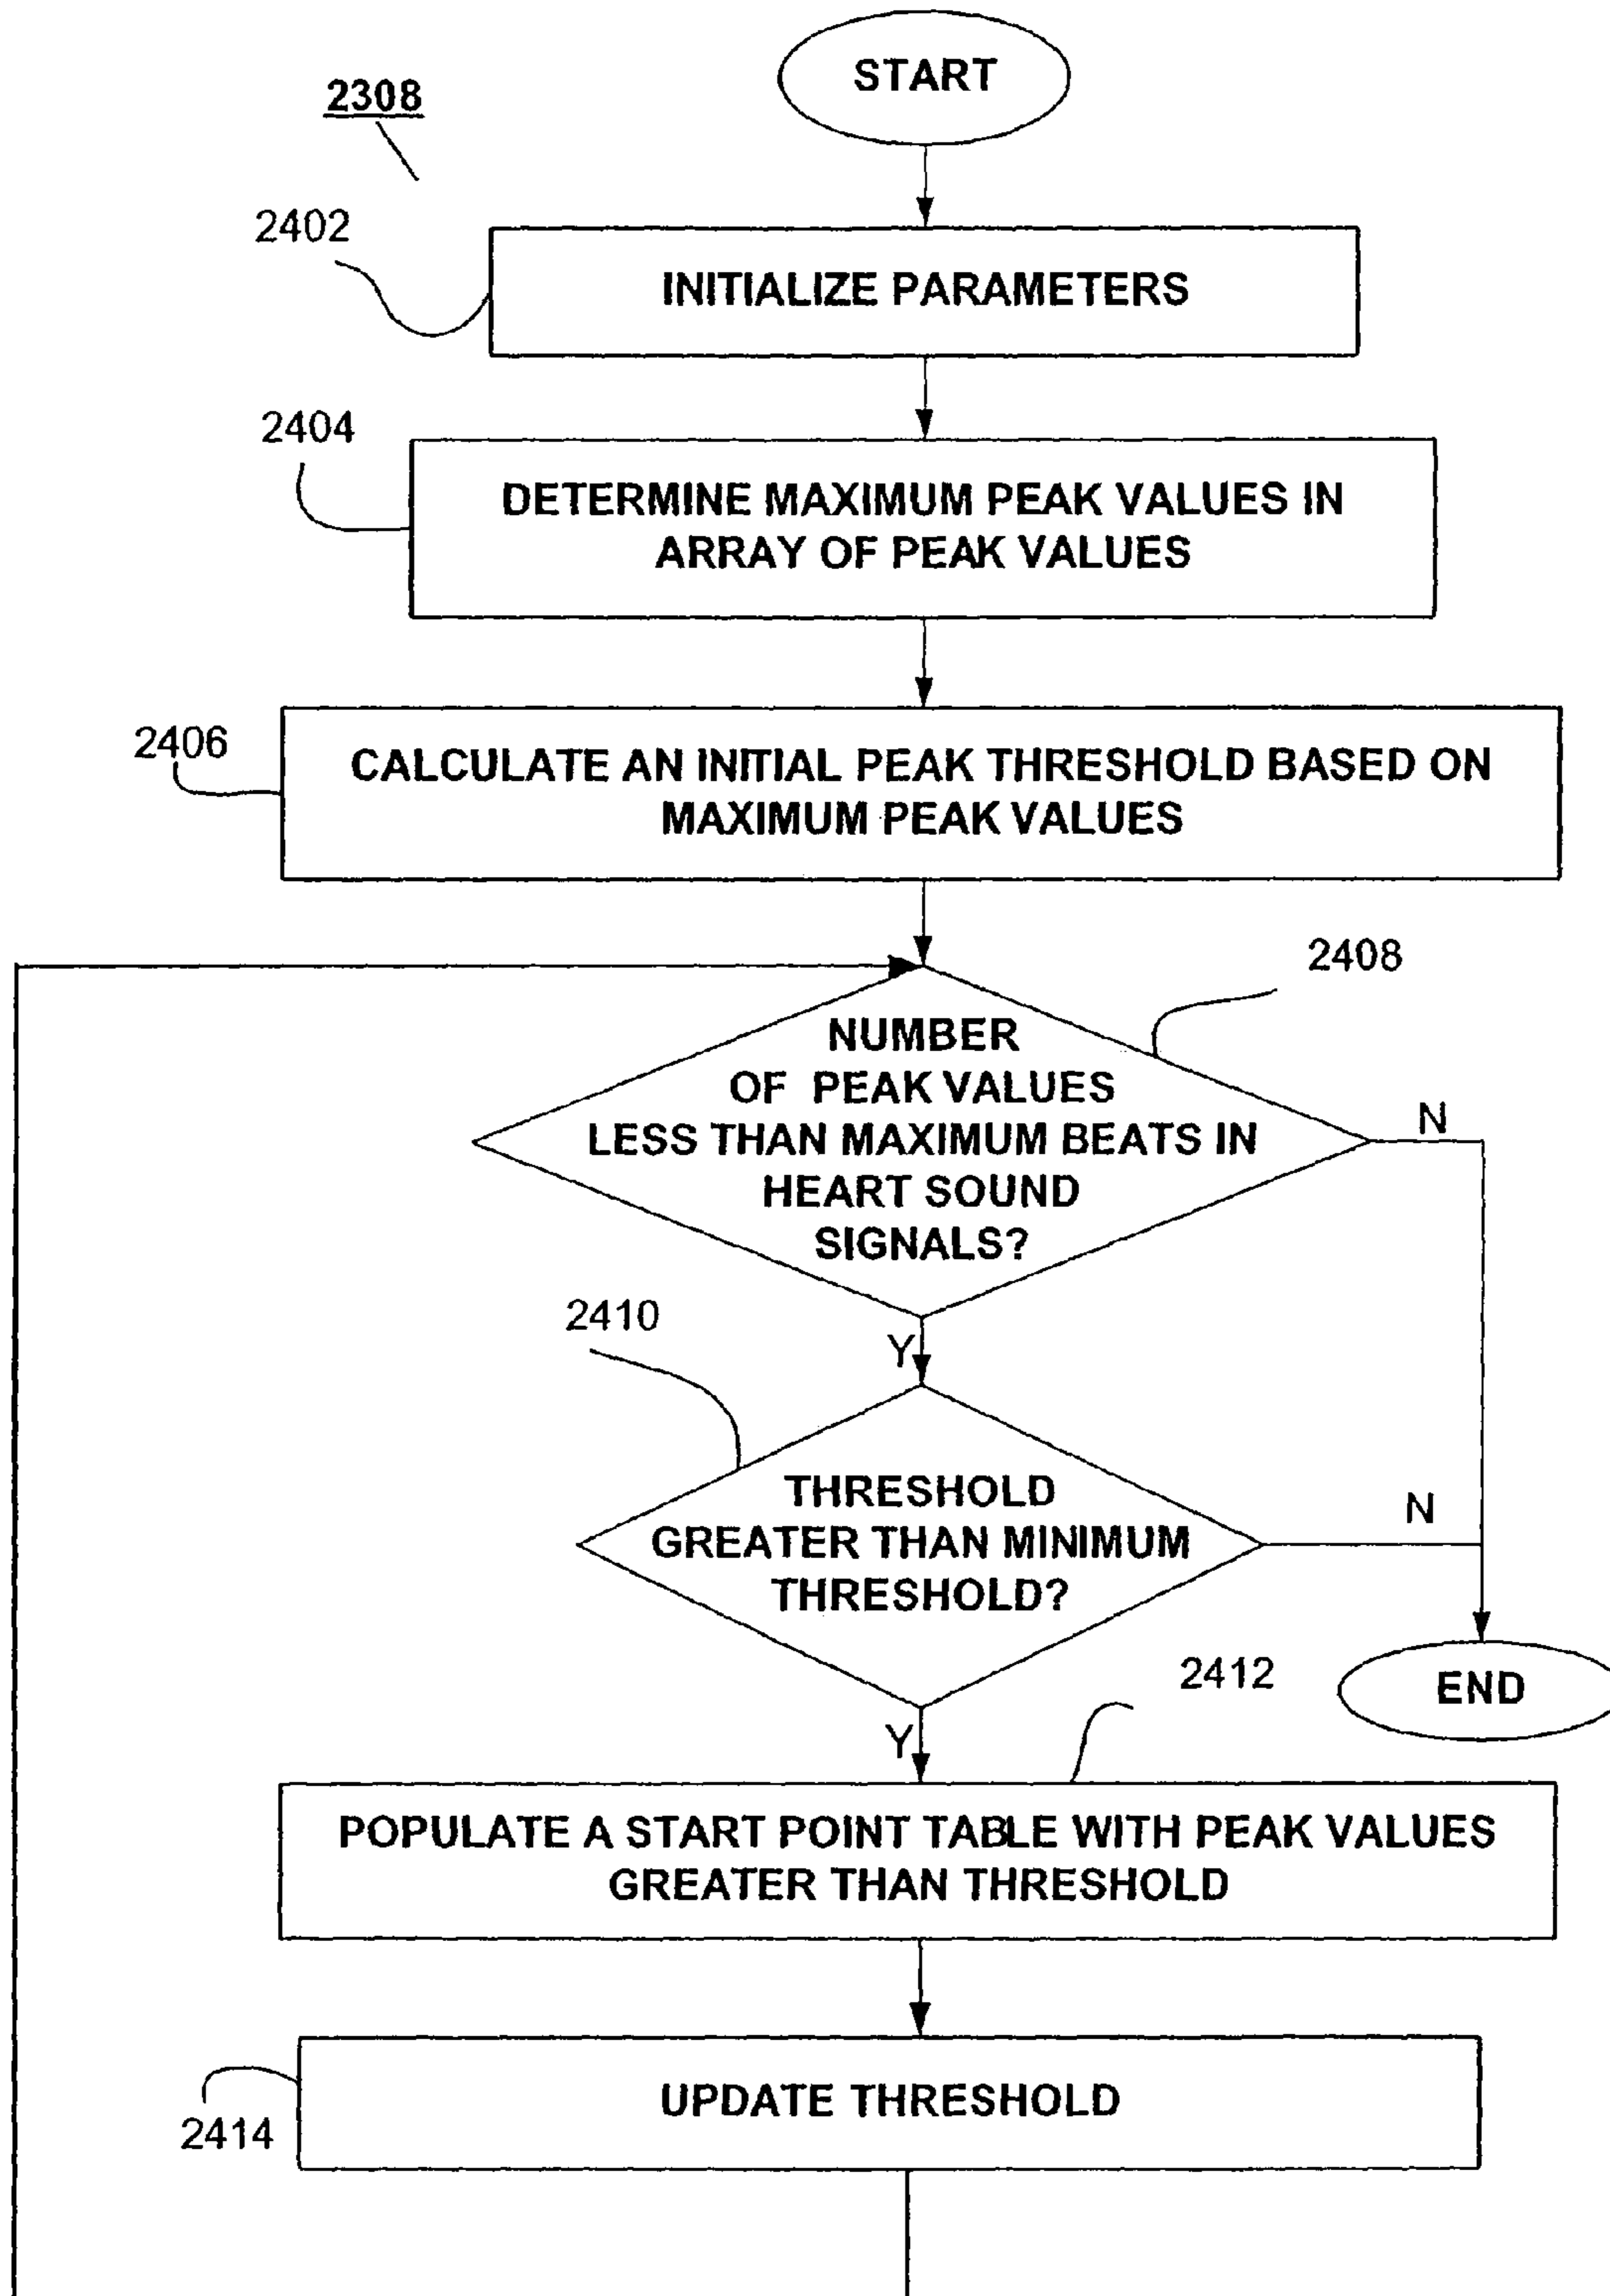 START
2308
2402
INITIALIZE PARAMETERS
2404
DETERMINE MAXIMUM PEAK VALUES IN
ARRAY OF PEAK VALUES
2406
CALCULATE AN INITIAL PEAK THRESHOLD BASED ON
MAXIMUM PEAK VALUES
2408
NUMBER
OF PEAK VALUES
LESS THAN MAXIMUM BEATS IN
HEART SOUND
SIGNALS?
N
Y
2410
THRESHOLD
GREATER THAN MINIMUM
THRESHOLD?
N
Y
END
2412
POPULATE A START POINT TABLE WITH PEAK VALUES
GREATER THAN THRESHOLD
UPDATE THRESHOLD
2414